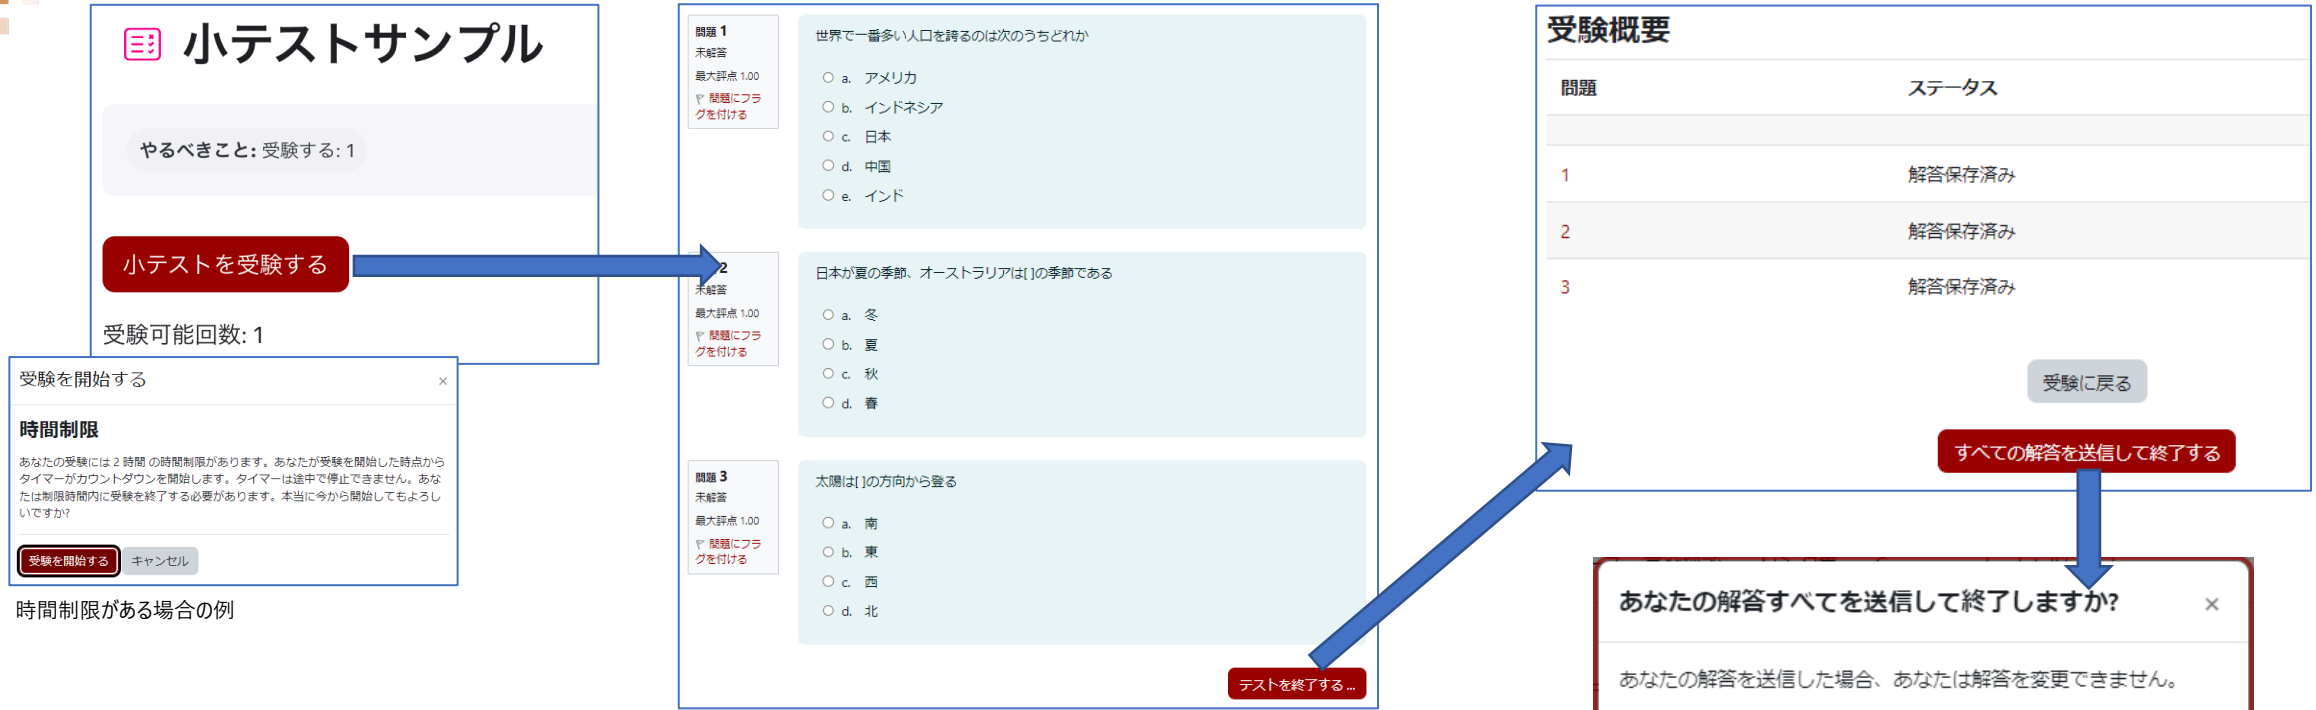 小テストサンプル
やるべきこと: 受験する: 1
小テストを受験する
受験可能回数: 1
受験を開始する
×
時間制限
あなたの受験には 2 時間 の時間制限があります。あなたが受験を開始した時点から
タイマーがカウントダウンを開始します。タイマーは途中で停止できません。あな
たは制限時間内に受験を終了する必要があります。本当に今から開始してもよろし
いですか?
受験を開始する
キャンセル
時間制限がある場合の例
問題 1
未解答
最大評点 1.00
問題にフラ
グを付ける
世界で一番多い人口を誇るのは次のうちどれか
a. アメリカ
b. インドネシア
c. 日本
d. 中国
e. インド
2
未解答
最大評点 1.00
問題にフラ
グを付ける
日本が夏の季節、オーストラリアは[ ]の季節である
a. 冬
b. 夏
c. 秋
d. 春
問題 3
未解答
最大評点 1.00
問題にフラ
グを付ける
太陽は[ ]の方向から登る
a. 南
b. 東
c. 西
d. 北
テストを終了する ...
受験概要
問題 ステータス
1 解答保存済み
2 解答保存済み
3 解答保存済み
受験に戻る
すべての解答を送信して終了する
あなたの解答すべてを送信して終了しますか?
×
あなたの解答を送信した場合、あなたは解答を変更できません。